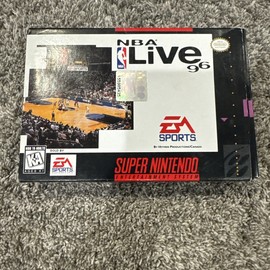 NBA
LIVE
96
EA
SPORTS
K-A
EA
SPORTS
SUPER NINTENDO
ENTERTAINMENT SYSTEM